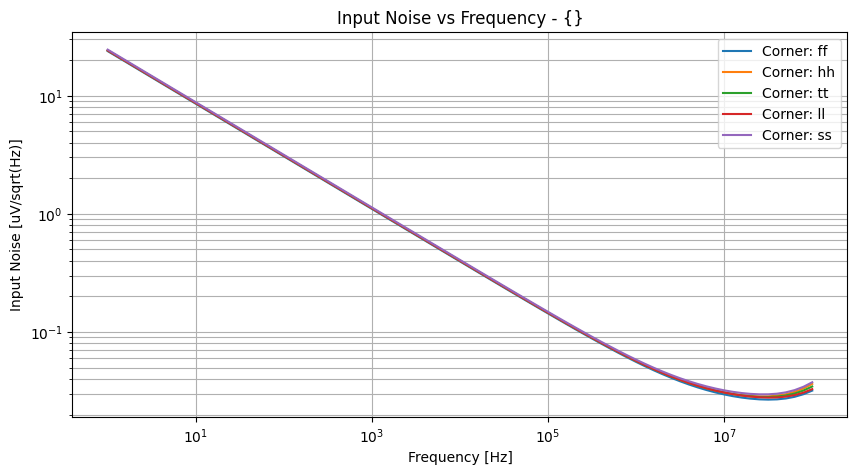 Input Noise vs Frequency - {}
Input Noise [uV/sqrt(Hz)]
10¹
10⁰
10⁻¹
Corner: ff
Corner: hh
Corner: tt
Corner: ll
Corner: ss
10¹
10³
10⁵
10⁷
Frequency [Hz]